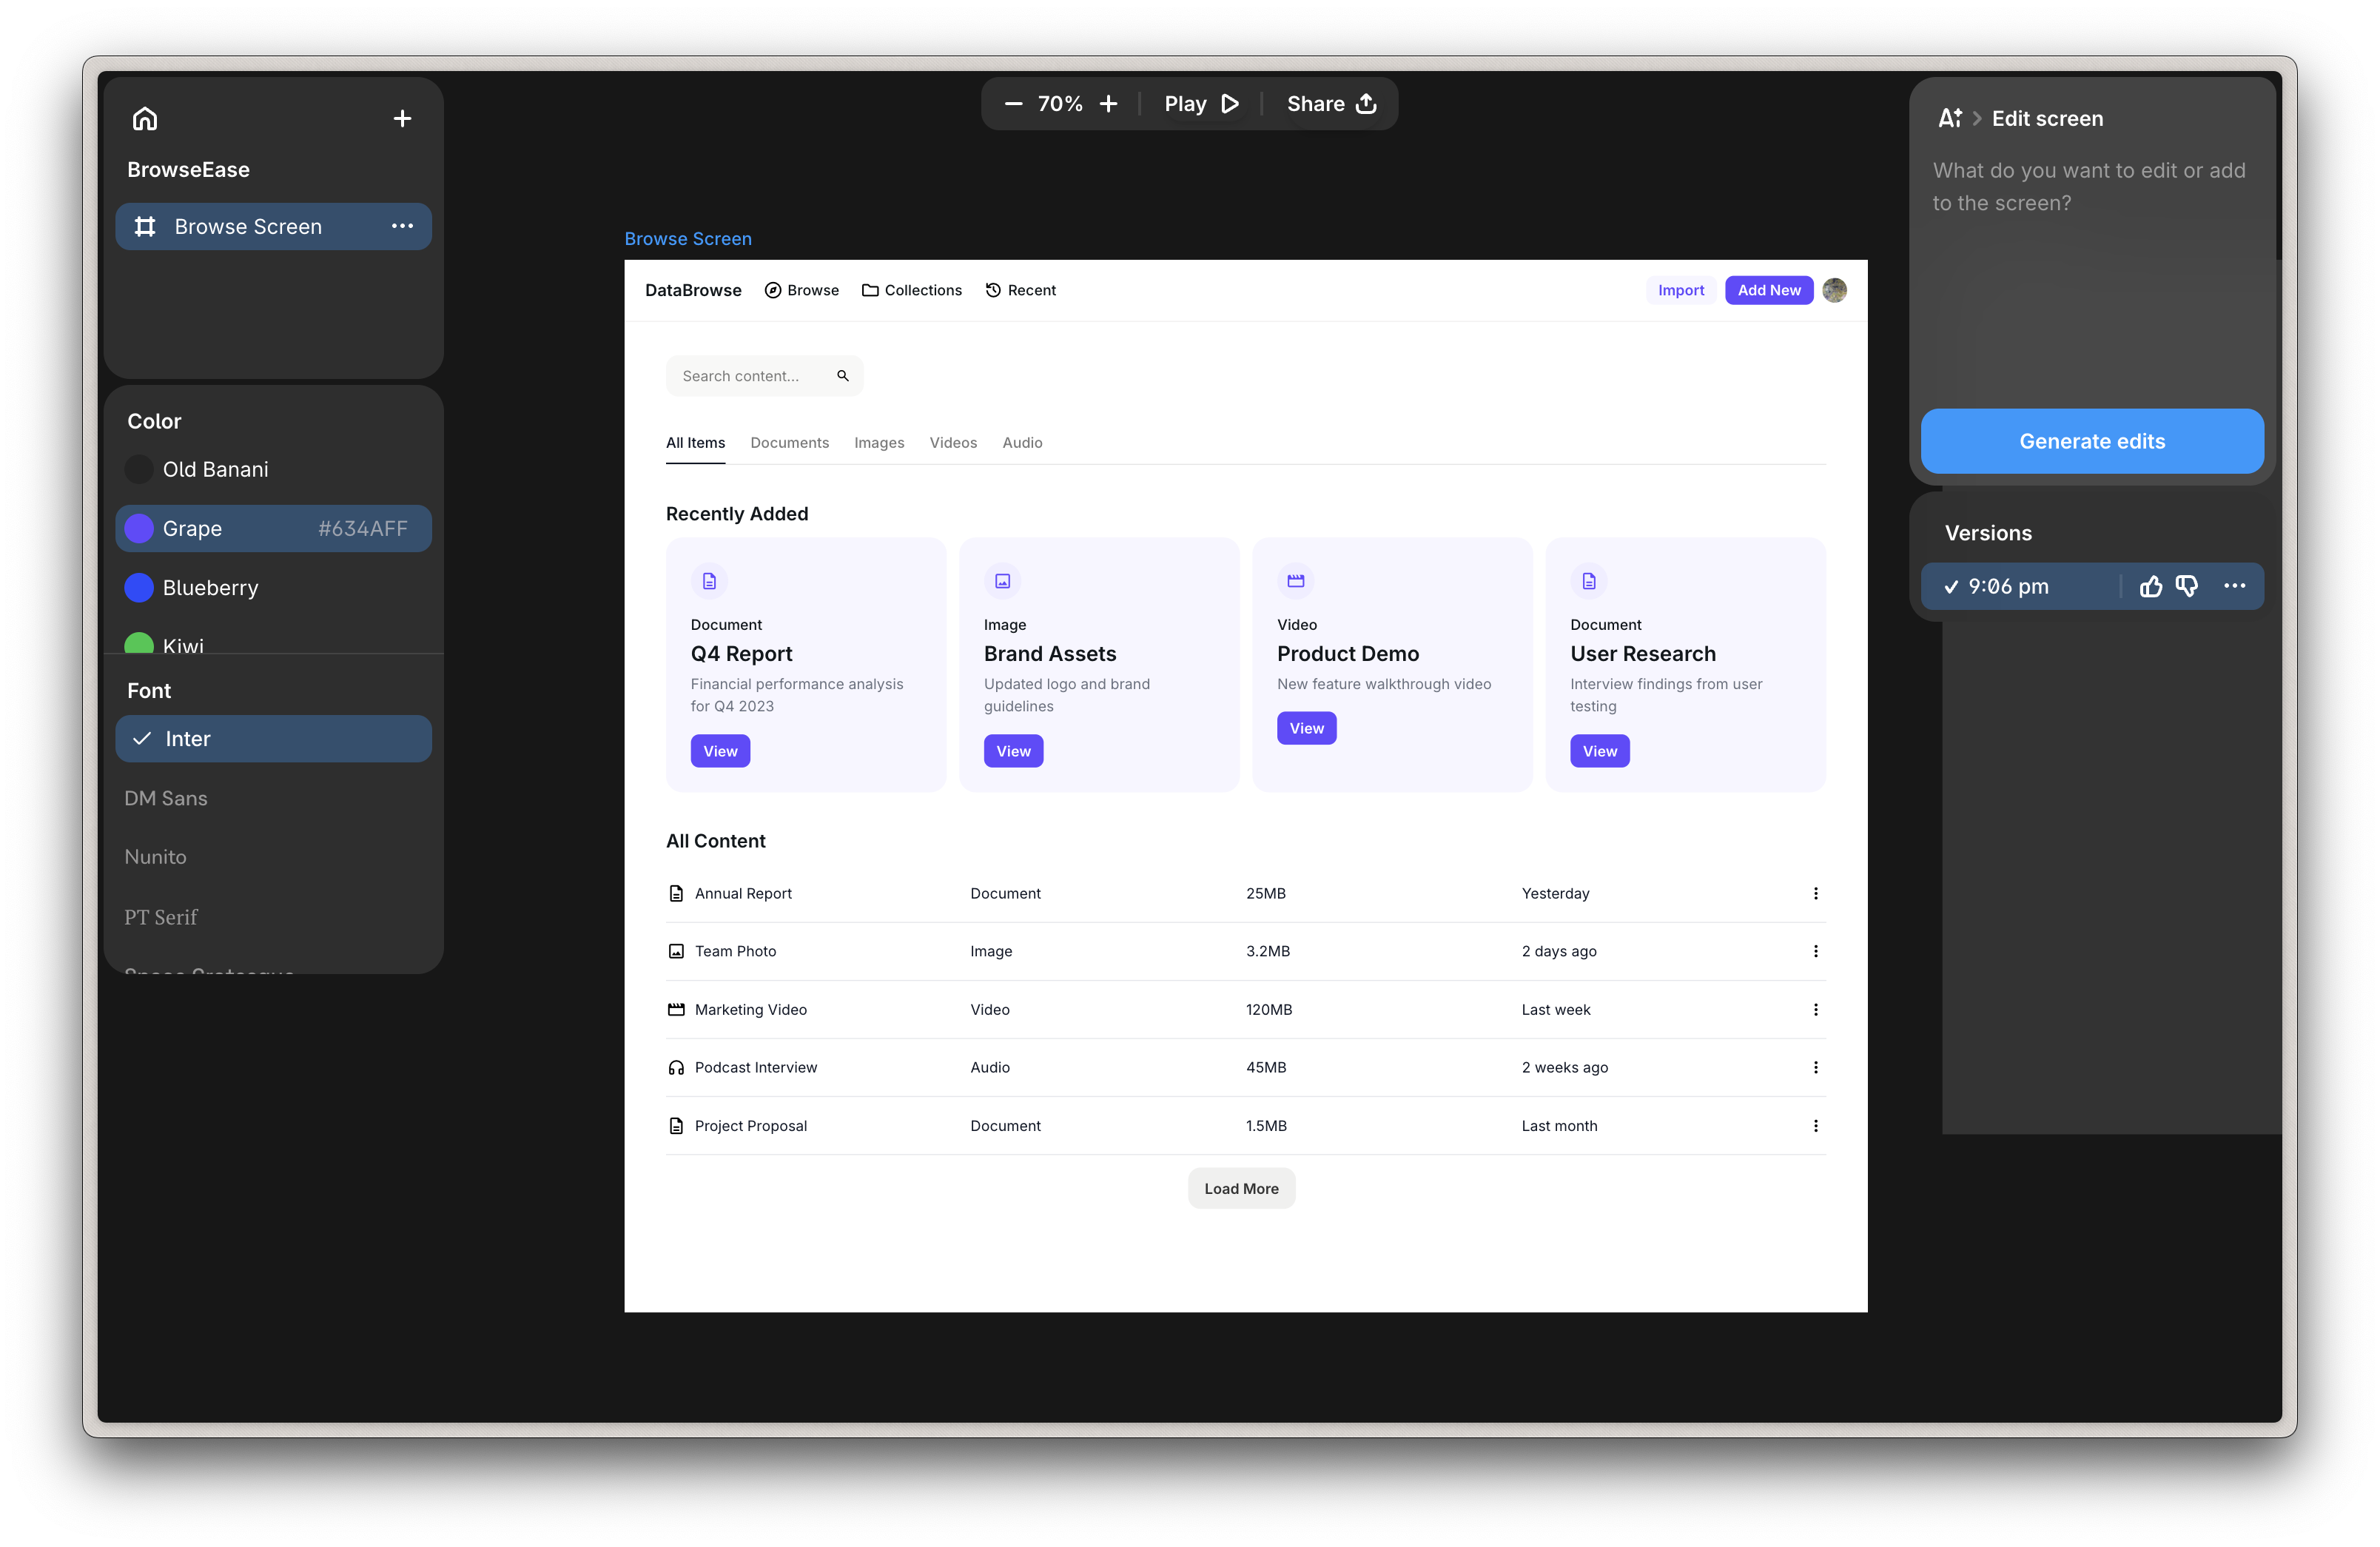 BrowseEase
Browse Screen
Color
Old Banani
Grape #634AFF
Blueberry
Kiwi
Font
Inter
DM Sans
Nunito
PT Serif
70% Play Share
Browse Screen
DataBrowse Browse Collections Recent Import Add New
Search content...
All Items Documents Images Videos Audio
Recently Added
Document
Q4 Report
Financial performance analysis
for Q4 2023
View
Image
Brand Assets
Updated logo and brand
guidelines
View
Video
Product Demo
New feature walkthrough video
View
Document
User Research
Interview findings from user
testing
View
All Content
Annual Report Document 25MB Yesterday
Team Photo Image 3.2MB 2 days ago
Marketing Video Video 120MB Last week
Podcast Interview Audio 45MB 2 weeks ago
Project Proposal Document 1.5MB Last month
Load More
Edit screen
What do you want to edit or add
to the screen?
Generate edits
Versions
9:06 pm